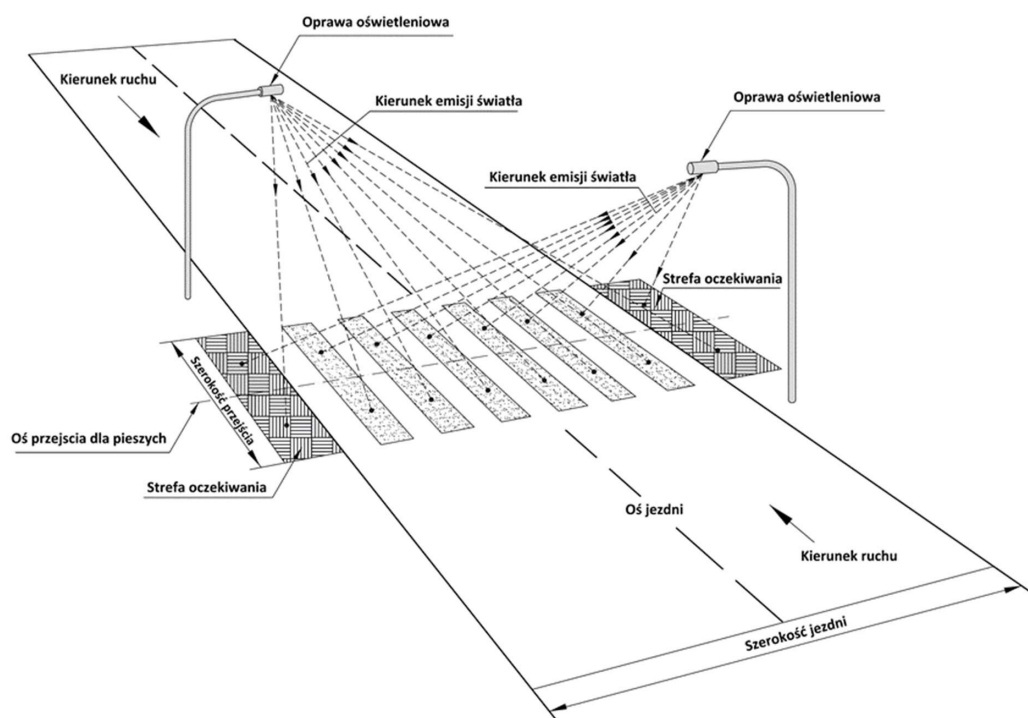 Oprawa oświetleniowa
Kierunek ruchu
Kierunek emisji światła
Oprawa oświetleniowa
Kierunek emisji światła
Strefa oczekiwania
Szerokość przejścia
Oś przejscia dla pieszych
Strefa oczekiwania
Oś jezdni
Kierunek ruchu
Szerokość jezdni